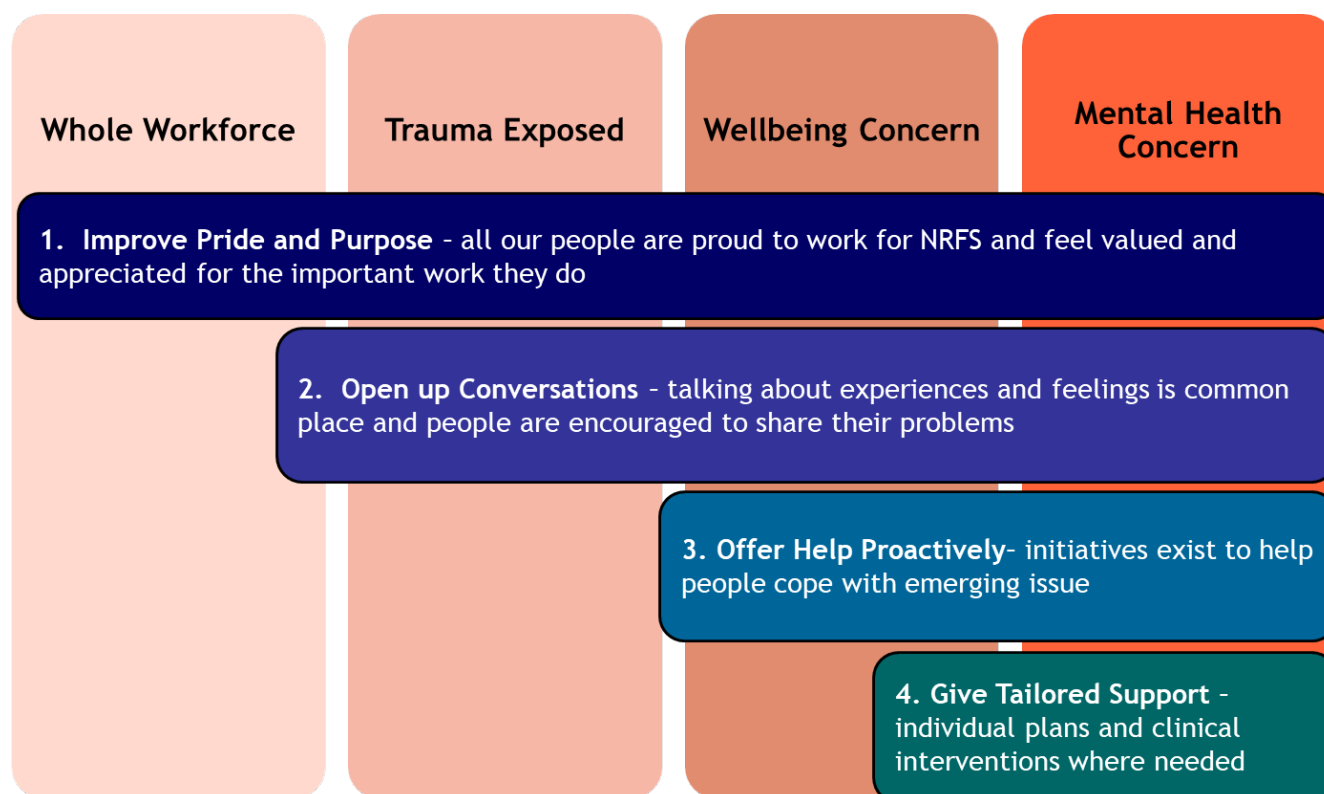 Whole Workforce
Trauma Exposed
Wellbeing Concern
Mental Health
Concern
1. Improve Pride and Purpose – all our people are proud to work for NRFS and feel valued and
appreciated for the important work they do
2. Open up Conversations – talking about experiences and feelings is common
place and people are encouraged to share their problems
3. Offer Help Proactively– initiatives exist to help
people cope with emerging issue
4. Give Tailored Support –
individual plans and clinical
interventions where needed